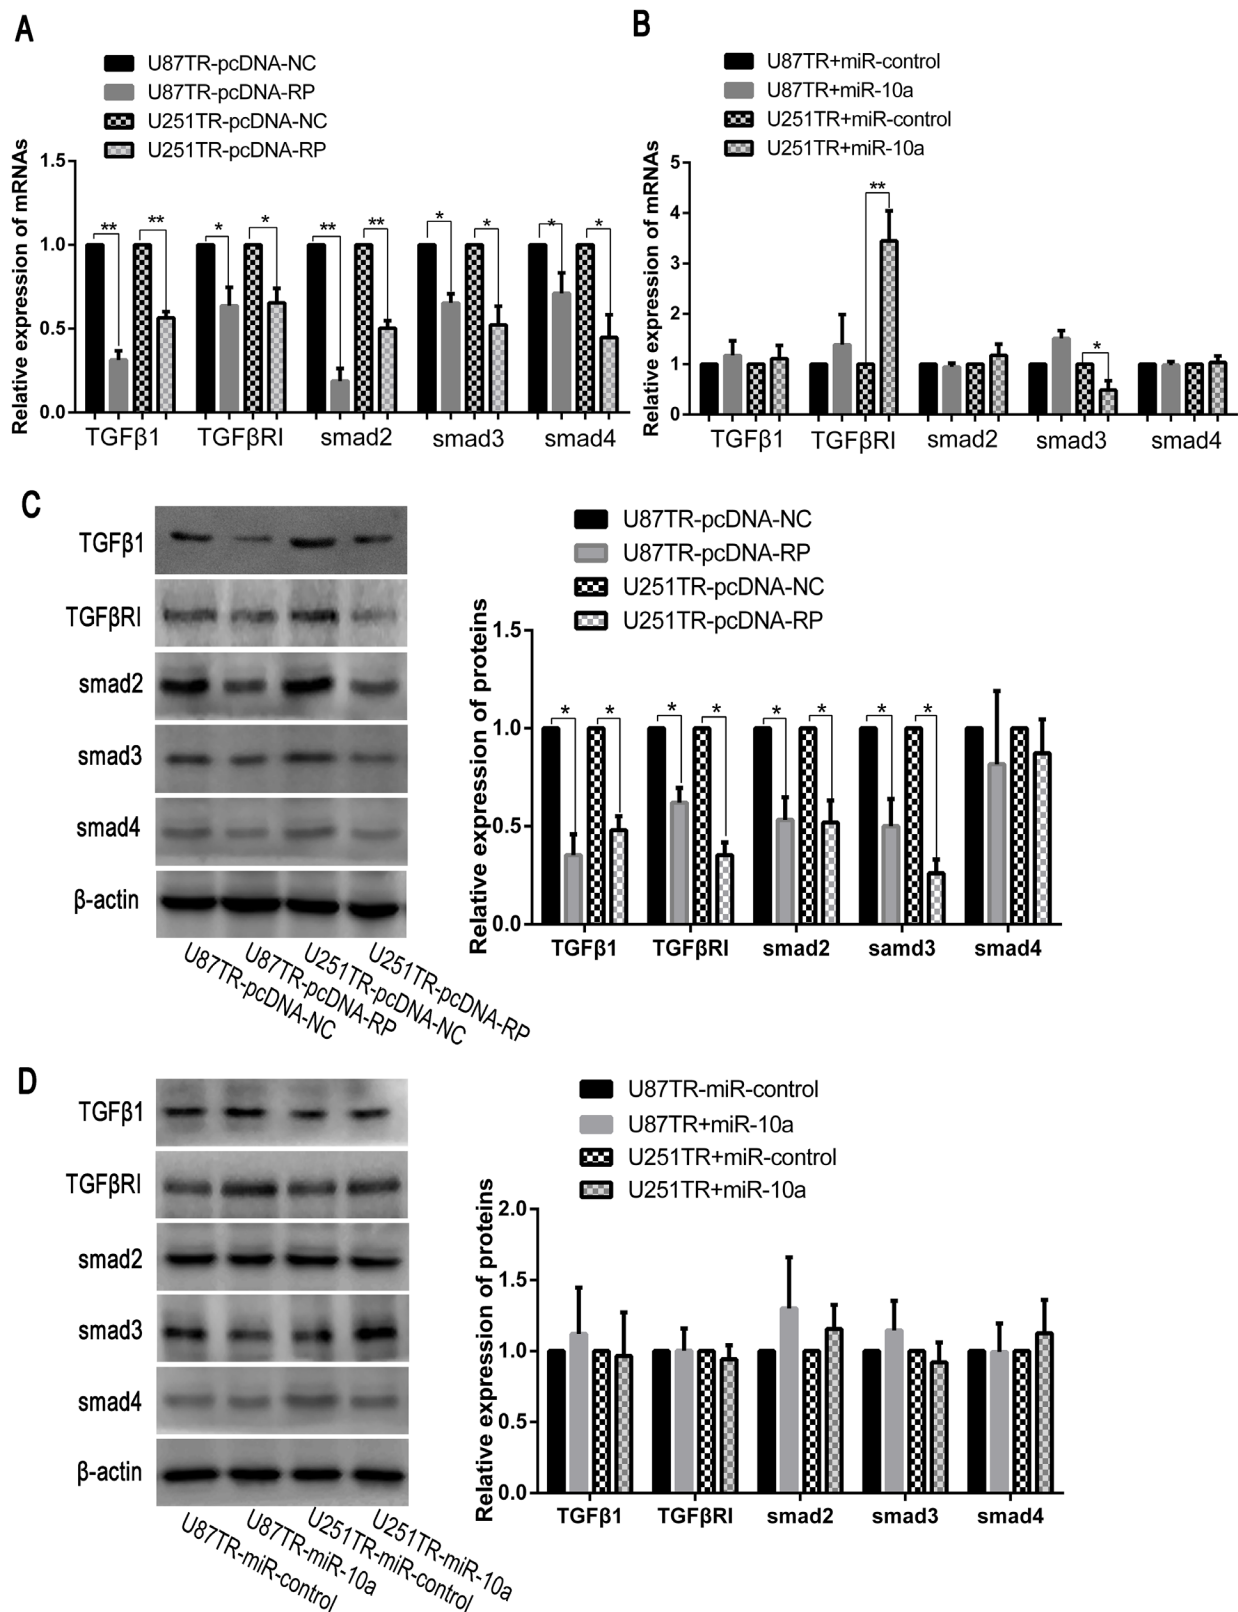 A
U87TR-pcDNA-NC
U87TR-pcDNA-RP
U251TR-pcDNA-NC
U251TR-pcDNA-RP
Relative expression of mRNAs
1.5
1.0
0.5
0.0
** ** * * ** ** * * * *
TGFβ1 TGFβRI smad2 smad3 smad4
B
U87TR+miR-control
U87TR+miR-10a
U251TR+miR-control
U251TR+miR-10a
Relative expression of mRNAs
5
4
3
2
1
0
** *
TGFβ1 TGFβRI smad2 smad3 smad4
C
TGFβ1
TGFβRI
smad2
smad3
smad4
β-actin
U87TR-pcDNA-NC
U87TR-pcDNA-RP
U251TR-pcDNA-NC
U251TR-pcDNA-RP
U87TR-pcDNA-NC
U87TR-pcDNA-RP
U251TR-pcDNA-NC
U251TR-pcDNA-RP
Relative expression of proteins
1.5
1.0
0.5
0.0
* * * * * * * *
TGFβ1 TGFβRI smad2 samd3 smad4
D
TGFβ1
TGFβRI
smad2
smad3
smad4
β-actin
U87TR-miR-control
U87TR-miR-10a
U251TR-miR-control
U251TR-miR-10a
U87TR-miR-control
U87TR+miR-10a
U251TR+miR-control
U251TR+miR-10a
Relative expression of proteins
2.0
1.5
1.0
0.5
0.0
TGFβ1 TGFβRI smad2 smad3 smad4